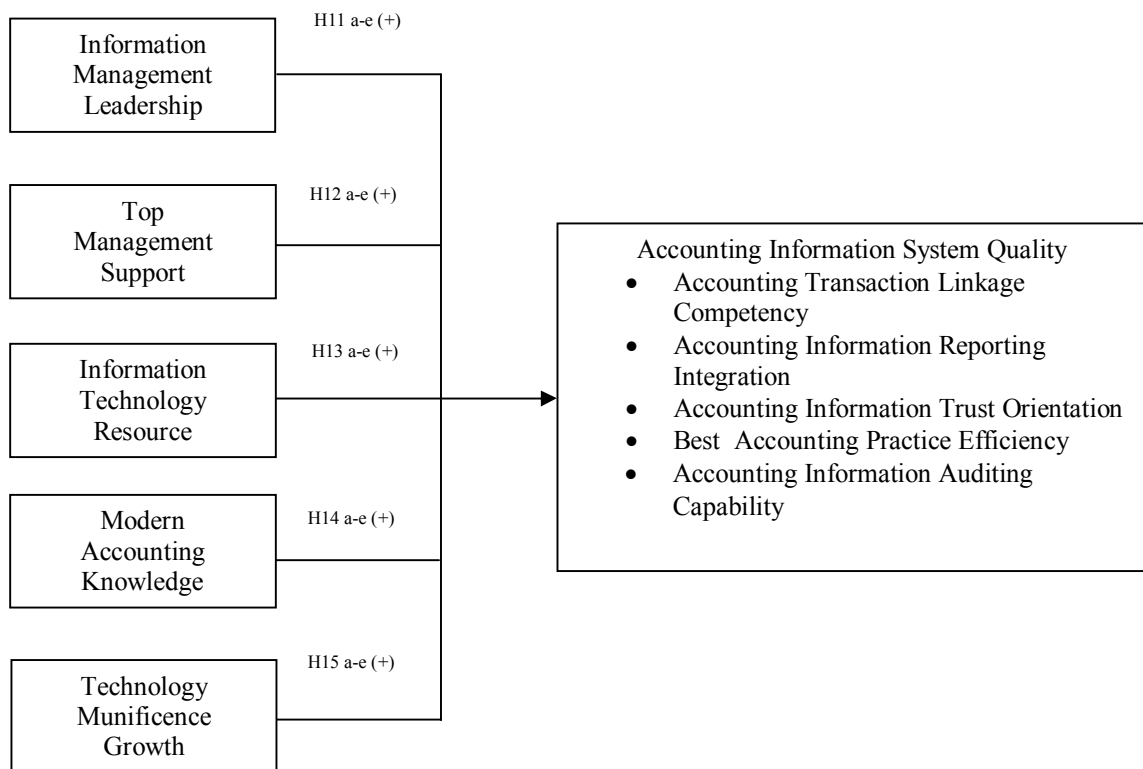 H11 a-e (+)
Information
Management
Leadership
H12 a-e (+)
Top
Management
Support
H13 a-e (+)
Information
Technology
Resource
H14 a-e (+)
Modern
Accounting
Knowledge
H15 a-e (+)
Technology
Munificence
Growth
Accounting Information System Quality
• Accounting Transaction Linkage
Competency
• Accounting Information Reporting
Integration
• Accounting Information Trust Orientation
• Best Accounting Practice Efficiency
• Accounting Information Auditing
Capability